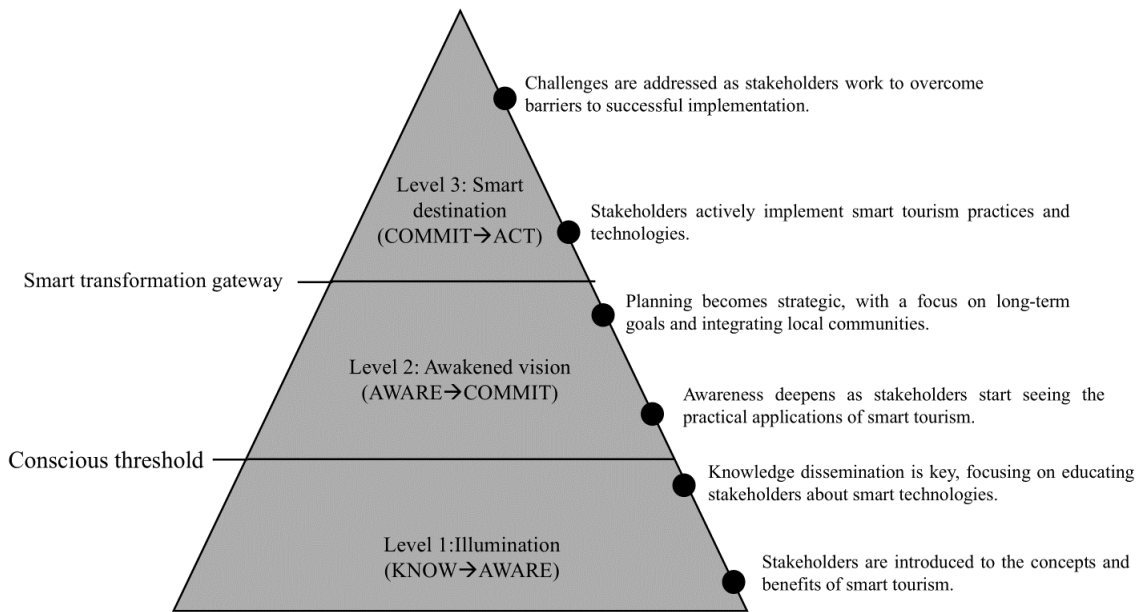 Challenges are addressed as stakeholders work to overcome
barriers to successful implementation.
Level 3: Smart
destination
(COMMIT→ACT)
Stakeholders actively implement smart tourism practices and
technologies.
Smart transformation gateway
Planning becomes strategic, with a focus on long-term
goals and integrating local communities.
Level 2: Awakened vision
(AWARE→COMMIT)
Awareness deepens as stakeholders start seeing the
practical applications of smart tourism.
Conscious threshold
Knowledge dissemination is key, focusing on educating
stakeholders about smart technologies.
Level 1:Illumination
(KNOW→AWARE)
Stakeholders are introduced to the concepts and
benefits of smart tourism.